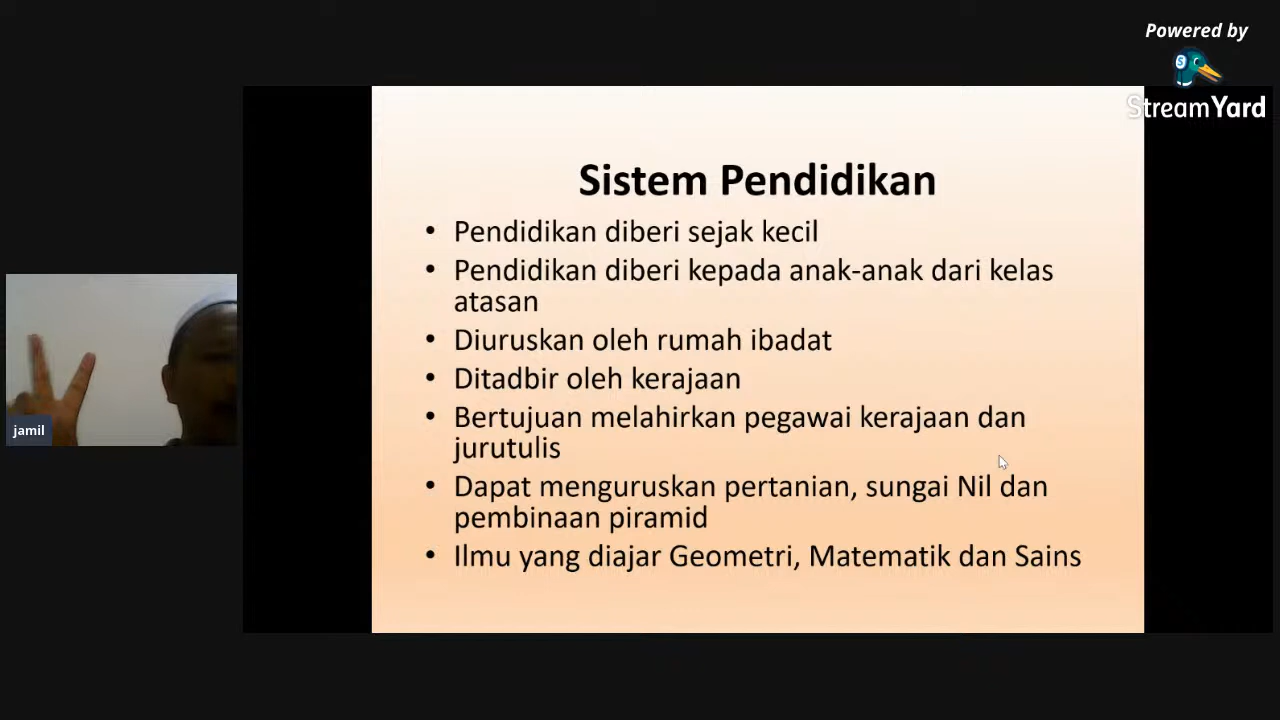 Powered by
StreamYard
Sistem Pendidikan
• Pendidikan diberi sejak kecil
• Pendidikan diberi kepada anak-anak dari kelas
atasan
• Diuruskan oleh rumah ibadat
• Ditadbir oleh kerajaan
• Bertujuan melahirkan pegawai kerajaan dan
jurutulis
• Dapat menguruskan pertanian, sungai Nil dan
pembinaan piramid
• Ilmu yang diajar Geometri, Matematik dan Sains
jamil